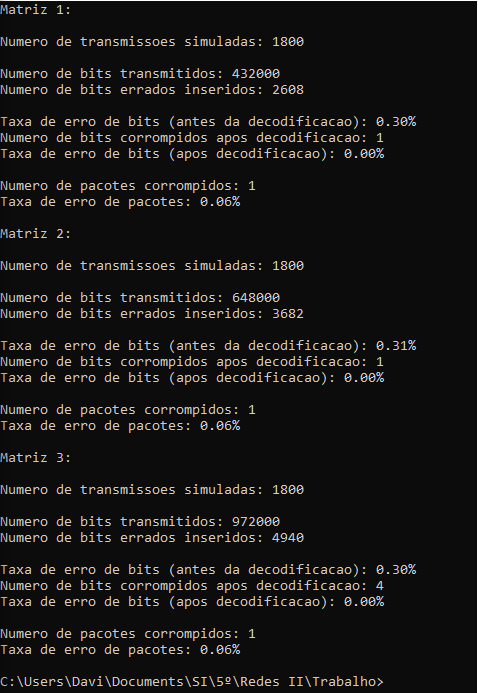 Matriz 1:
Numero de transmissoes simuladas: 1800
Numero de bits transmitidos: 432000
Numero de bits errados inseridos: 2608
Taxa de erro de bits (antes da decodificacao): 0.30%
Numero de bits corrompidos apos decodificacao: 1
Taxa de erro de bits (apos decodificacao): 0.00%
Numero de pacotes corrompidos: 1
Taxa de erro de pacotes: 0.06%
Matriz 2:
Numero de transmissoes simuladas: 1800
Numero de bits transmitidos: 648000
Numero de bits errados inseridos: 3682
Taxa de erro de bits (antes da decodificacao): 0.31%
Numero de bits corrompidos apos decodificacao: 1
Taxa de erro de bits (apos decodificacao): 0.00%
Numero de pacotes corrompidos: 1
Taxa de erro de pacotes: 0.06%
Matriz 3:
Numero de transmissoes simuladas: 1800
Numero de bits transmitidos: 972000
Numero de bits errados inseridos: 4940
Taxa de erro de bits (antes da decodificacao): 0.30%
Numero de bits corrompidos apos decodificacao: 4
Taxa de erro de bits (apos decodificacao): 0.00%
Numero de pacotes corrompidos: 1
Taxa de erro de pacotes: 0.06%
C:\Users\Davi\Documents\SI\5º\Redes II\Trabalho>